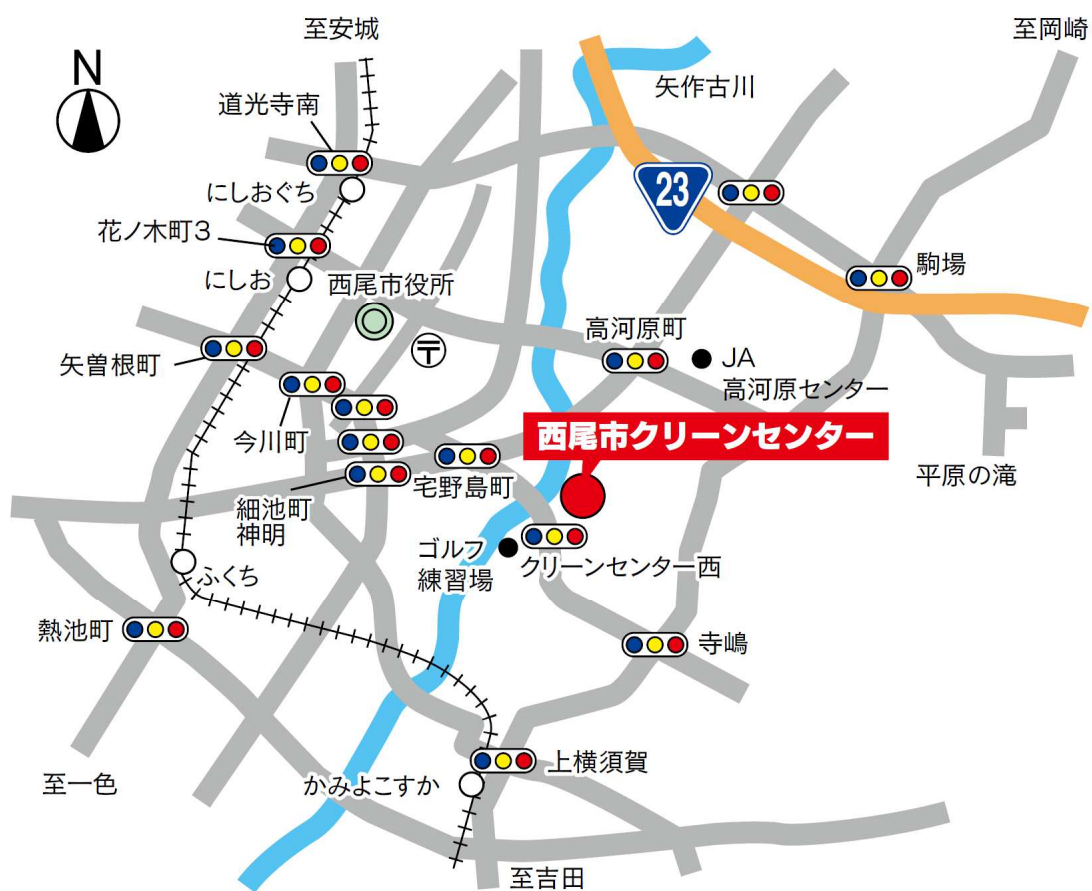 至安城
至岡崎
N
矢作古川
道光寺南
23
にしおぐち
花ノ木町3
駒場
にしお
西尾市役所
高河原町
矢曽根町
〒
JA
高河原センター
今川町
西尾市クリーンセンター
宅野島町
平原の滝
細池町
神明
ゴルフ
練習場
クリーンセンター西
ふくち
熱池町
寺嶋
上横須賀
至一色
かみよこすか
至吉田